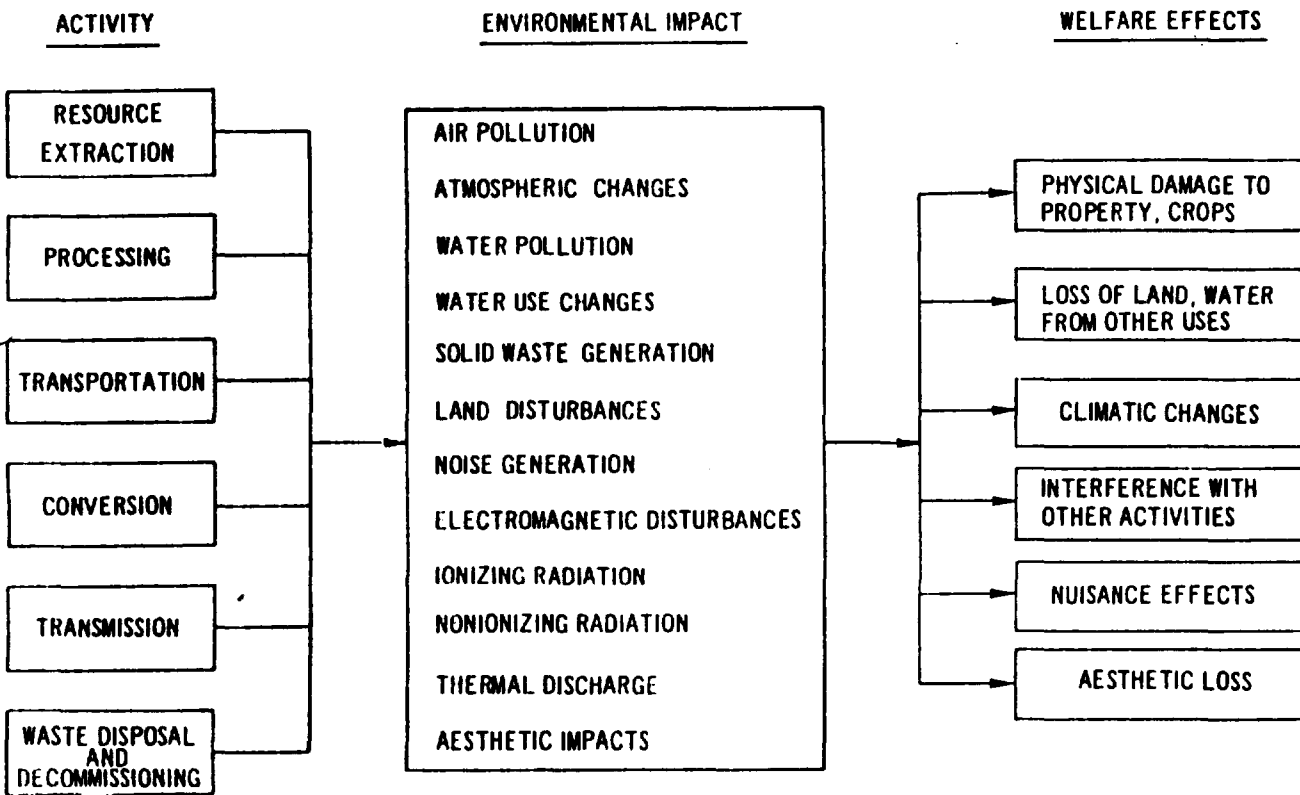 ACTIVITY
ENVIRONMENTAL IMPACT
WELFARE EFFECTS
RESOURCE
EXTRACTION
PROCESSING
TRANSPORTATION
CONVERSION
TRANSMISSION
WASTE DISPOSAL
AND
DECOMMISSIONING
AIR POLLUTION
ATMOSPHERIC CHANGES
WATER POLLUTION
WATER USE CHANGES
SOLID WASTE GENERATION
LAND DISTURBANCES
NOISE GENERATION
ELECTROMAGNETIC DISTURBANCES
IONIZING RADIATION
NONIONIZING RADIATION
THERMAL DISCHARGE
AESTHETIC IMPACTS
PHYSICAL DAMAGE TO
PROPERTY, CROPS
LOSS OF LAND, WATER
FROM OTHER USES
CLIMATIC CHANGES
INTERFERENCE WITH
OTHER ACTIVITIES
NUISANCE EFFECTS
AESTHETIC LOSS